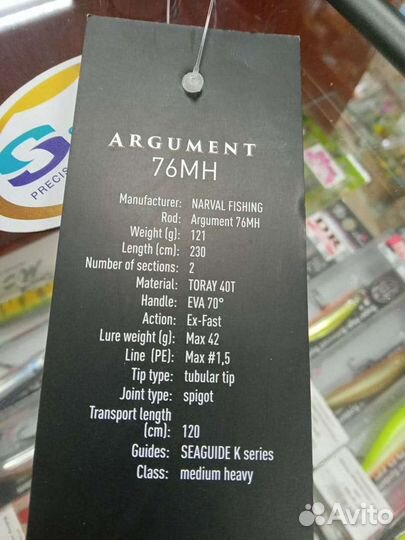 ARGUMENT
76MH
Manufacturer: NARVAL FISHING
Rod: Argument 76MH
Weight (g): 121
Length (cm): 230
Number of sections: 2
Material: TORAY 40T
Handle: EVA 70°
Action: Ex-Fast
Lure weight (g): Max 42
Line (PE): Max #1,5
Tip type: tubular tip
Joint type: spigot
Transport length
(cm): 120
Guides: SEAGUIDE K series
Class: medium heavy
PRECIS
Avito